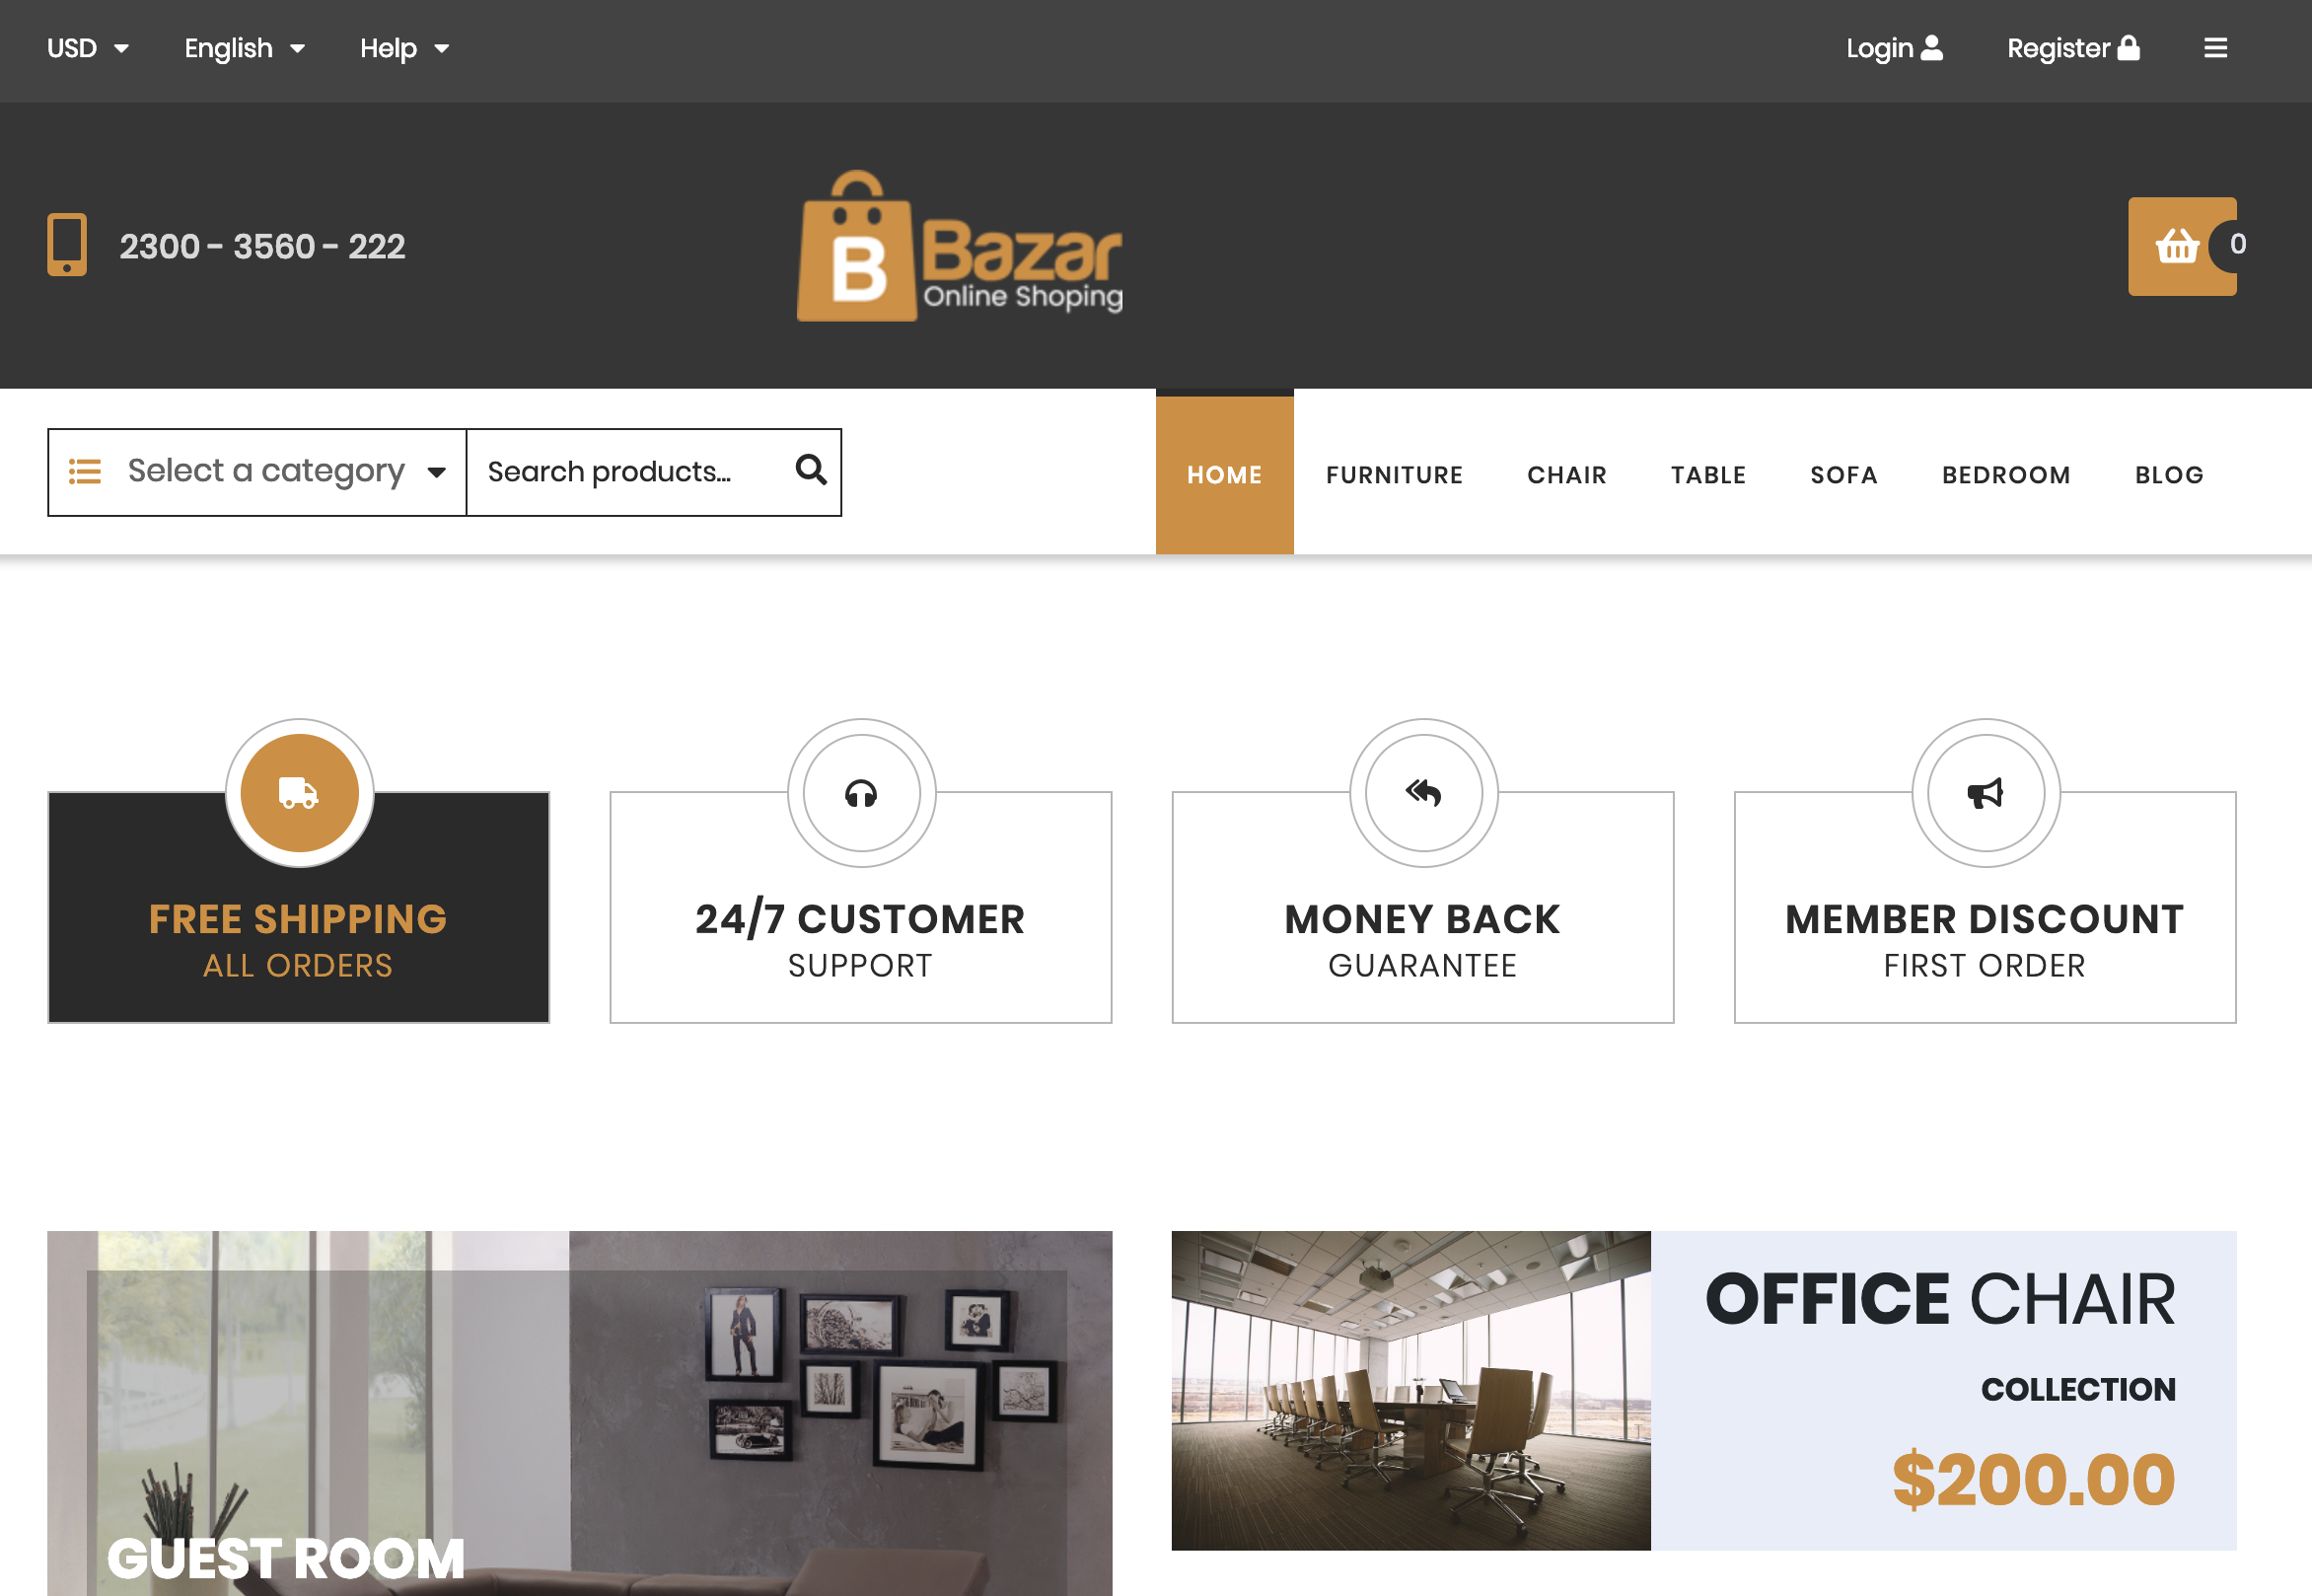 USD English Help Login Register
2300 - 3560 - 222
B Bazar
Online Shoping
0
Select a category Search products... HOME FURNITURE CHAIR TABLE SOFA BEDROOM BLOG
FREE SHIPPING
ALL ORDERS
24/7 CUSTOMER
SUPPORT
MONEY BACK
GUARANTEE
MEMBER DISCOUNT
FIRST ORDER
GUEST ROOM
OFFICE CHAIR
COLLECTION
$200.00